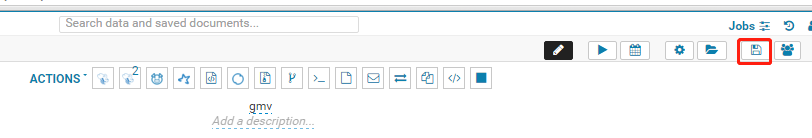 Search data and saved documents...
Jobs
ACTIONS
2
>_
</>
gmv
Add a description...